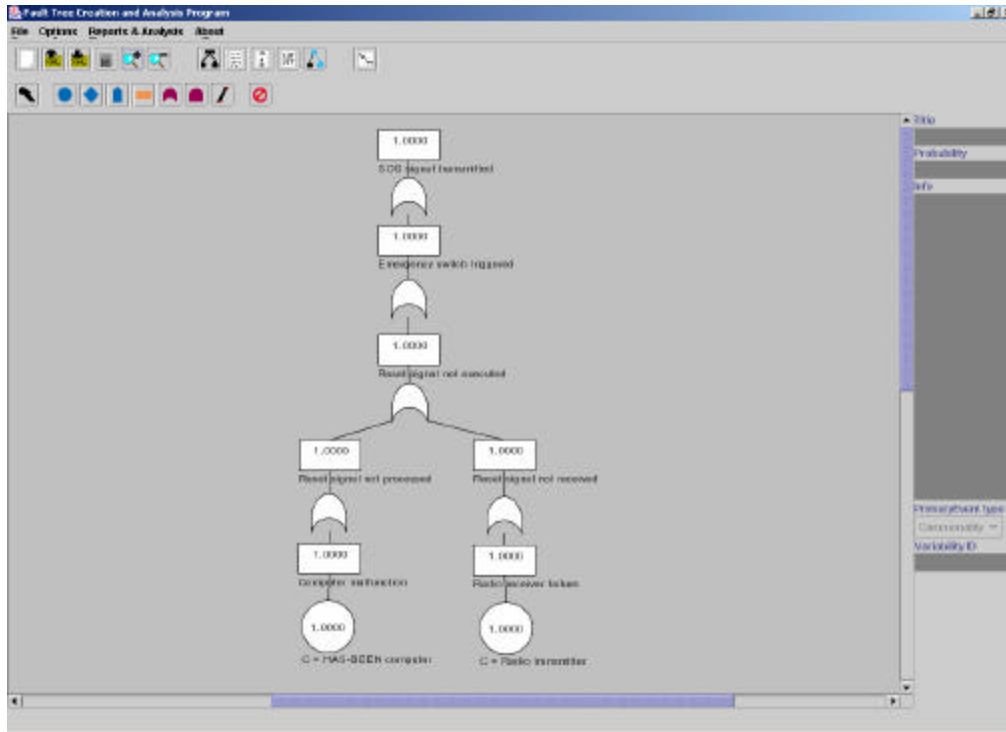 Fault Tree Creation and Analysis Program
File Options Reports & Analysis About
Title
Probability
Info
1.0000
SOS signal transmitted
1.0000
Emergency switch triggered
1.0000
Reset signal not executed
1.0000
1.0000
Reset signal not processed
Reset signal not received
1.0000
1.0000
Computer malfunction
Radio receiver
1.0000
1.0000
C = HAS-BEEN computer
C = Radio transmitter
PrimaryEvent type
Commonality
Variability ID